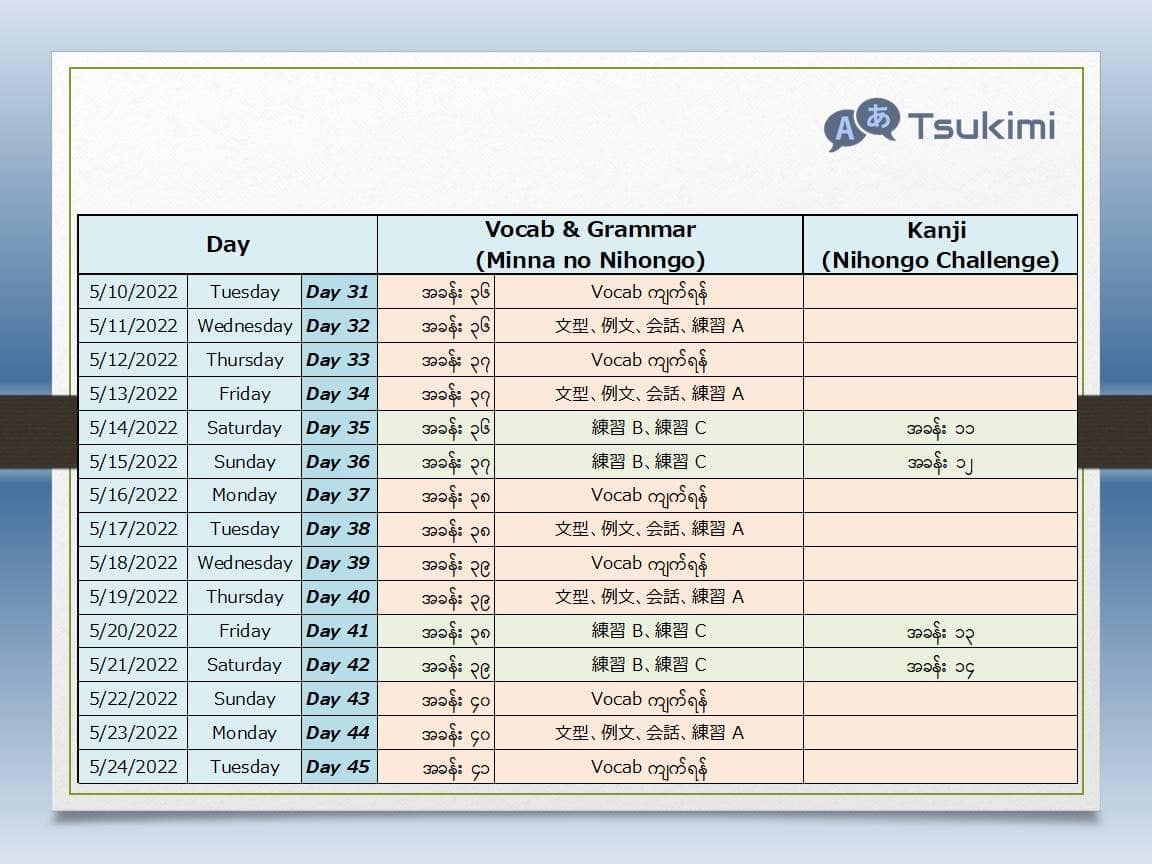 Aあ Tsukimi
Day Vocab & Grammar (Minna no Nihongo) Kanji (Nihongo Challenge)
5/10/2022 Tuesday Day 31 အခန်း ၃၆ Vocab ကျက်ရန်
5/11/2022 Wednesday Day 32 အခန်း ၃၆ 文型、例文、会話、練習 A
5/12/2022 Thursday Day 33 အခန်း ၃၇ Vocab ကျက်ရန်
5/13/2022 Friday Day 34 အခန်း ၃၇ 文型、例文、会話、練習 A
5/14/2022 Saturday Day 35 အခန်း ၃၆ 練習 B、練習 C အခန်း ၁၁
5/15/2022 Sunday Day 36 အခန်း ၃၇ 練習 B、練習 C အခန်း ၁၂
5/16/2022 Monday Day 37 အခန်း ၃၈ Vocab ကျက်ရန်
5/17/2022 Tuesday Day 38 အခန်း ၃၈ 文型、例文、会話、練習 A
5/18/2022 Wednesday Day 39 အခန်း ၃၉ Vocab ကျက်ရန်
5/19/2022 Thursday Day 40 အခန်း ၃၉ 文型、例文、会話、練習 A
5/20/2022 Friday Day 41 အခန်း ၃၈ 練習 B、練習 C အခန်း ၁၃
5/21/2022 Saturday Day 42 အခန်း ၃၉ 練習 B、練習 C အခန်း ၁၄
5/22/2022 Sunday Day 43 အခန်း ၄၀ Vocab ကျက်ရန်
5/23/2022 Monday Day 44 အခန်း ၄၀ 文型、例文、会話、練習 A
5/24/2022 Tuesday Day 45 အခန်း ၄၁ Vocab ကျက်ရန်